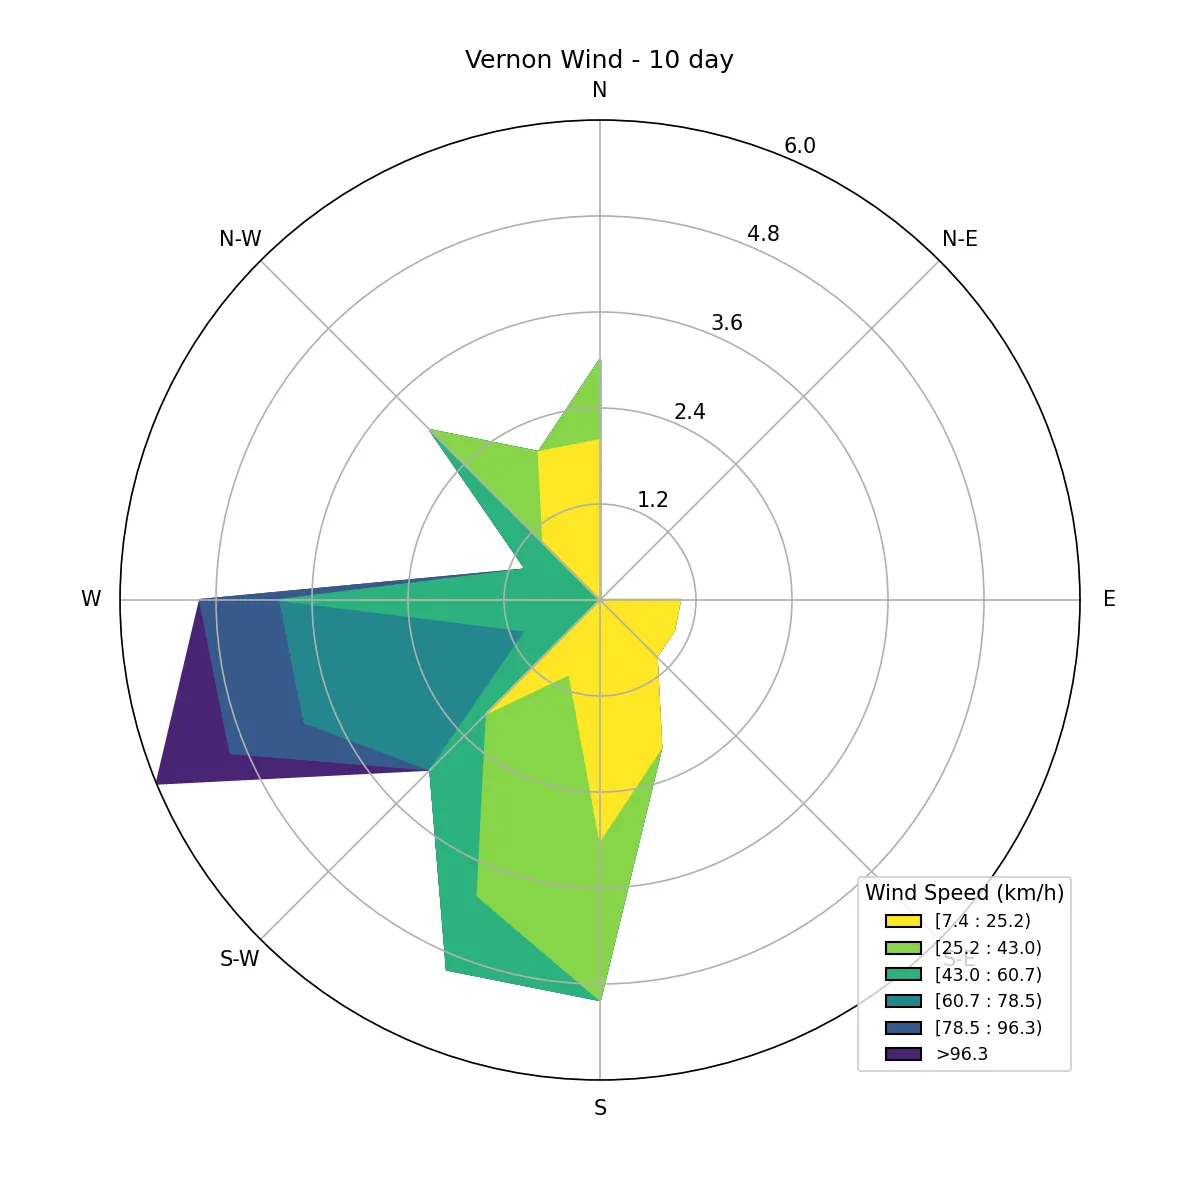 Vernon Wind - 10 day
N
6.0
N-W
4.8
N-E
3.6
2.4
1.2
W
E
Wind Speed (km/h)
[7.4 : 25.2)
[25.2 : 43.0)
S-W
S-E
[43.0 : 60.7)
[60.7 : 78.5)
[78.5 : 96.3)
>96.3
S